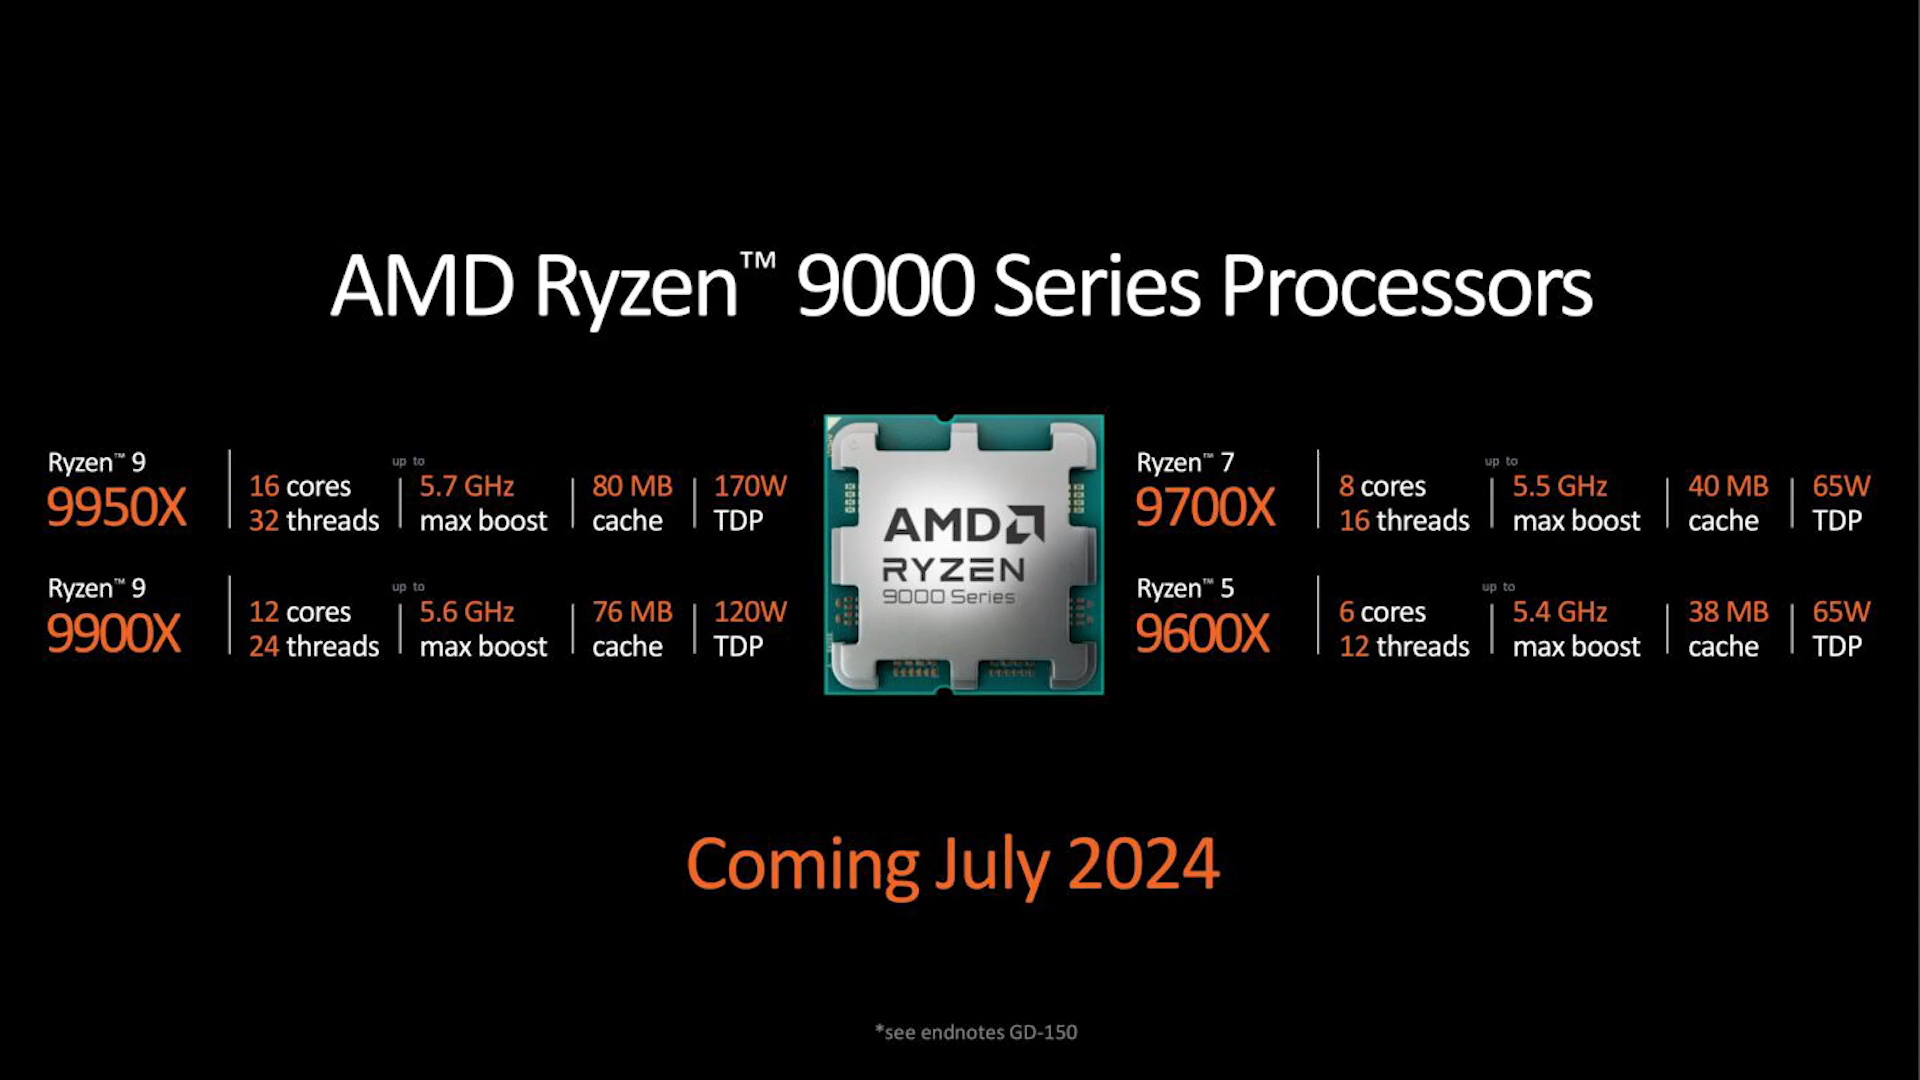 AMD Ryzen™ 9000 Series Processors
Ryzen™ 9
9950X
16 cores
32 threads
up to
5.7 GHz
max boost
80 MB
cache
170W
TDP
Ryzen™ 9
9900X
12 cores
24 threads
up to
5.6 GHz
max boost
76 MB
cache
120W
TDP
AMD
RYZEN
9000 Series
Ryzen™ 7
9700X
8 cores
16 threads
up to
5.5 GHz
max boost
40 MB
cache
65W
TDP
Ryzen™ 5
9600X
6 cores
12 threads
up to
5.4 GHz
max boost
38 MB
cache
65W
TDP
Coming July 2024
*see endnotes GD-150